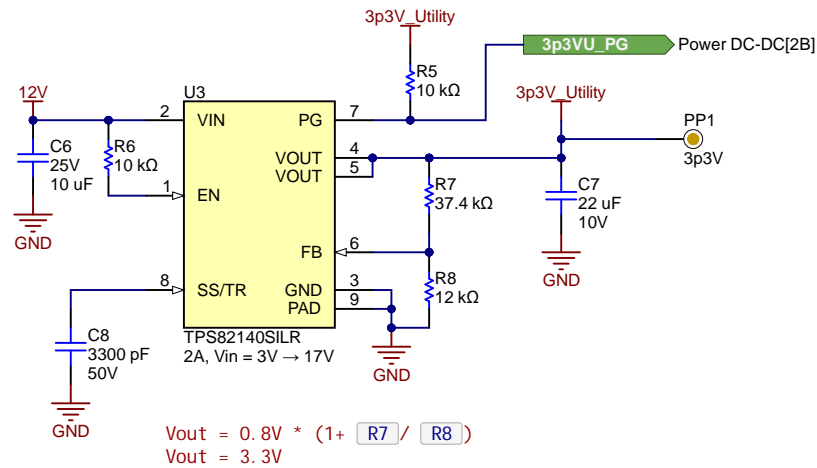 3p3V_Utility
3p3VU_PG
Power DC-DC[2B]
R5
10 kΩ
12V
U3
3p3V_Utility
2
VIN
PG
7
PP1
3p3V
C6
25V
10 uF
R6
10 kΩ
VOUT
4
VOUT
5
1
EN
R7
37.4 kΩ
C7
22 uF
10V
GND
FB
6
GND
8
SS/TR
GND
3
PAD
9
R8
12 kΩ
C8
3300 pF
50V
TPS82140SILR
2A, Vin = 3V → 17V
GND
GND
Vout = 0.8V * (1+ R7 / R8 )
Vout = 3.3V